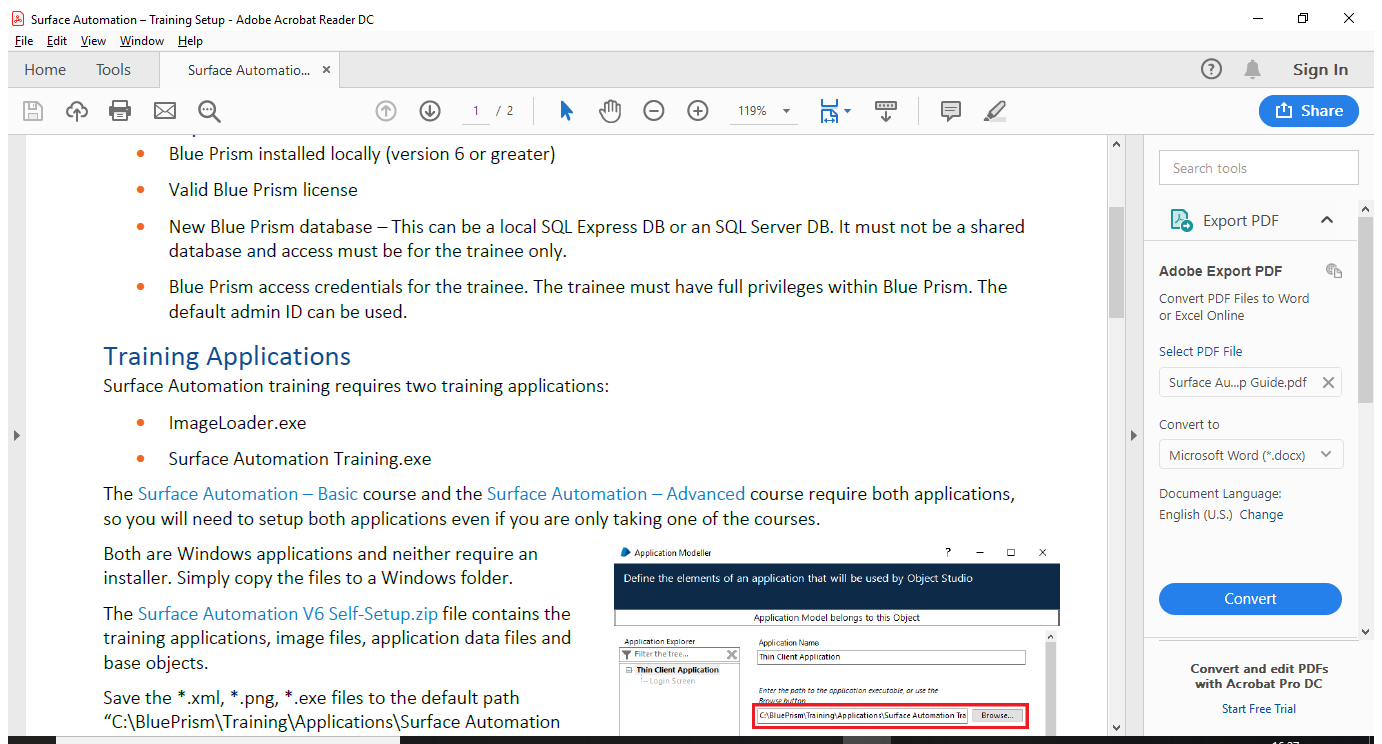 Surface Automation – Training Setup - Adobe Acrobat Reader DC
File Edit View Window Help
Home Tools Surface Automatio... ×
Sign In
1 / 2
119%
Share
Blue Prism installed locally (version 6 or greater)
Valid Blue Prism license
New Blue Prism database – This can be a local SQL Express DB or an SQL Server DB. It must not be a shared
database and access must be for the trainee only.
Blue Prism access credentials for the trainee. The trainee must have full privileges within Blue Prism. The
default admin ID can be used.
Training Applications
Surface Automation training requires two training applications:
ImageLoader.exe
Surface Automation Training.exe
The Surface Automation – Basic course and the Surface Automation – Advanced course require both applications,
so you will need to setup both applications even if you are only taking one of the courses.
Both are Windows applications and neither require an
installer. Simply copy the files to a Windows folder.
The Surface Automation V6 Self-Setup.zip file contains the
training applications, image files, application data files and
base objects.
Save the *.xml, *.png, *.exe files to the default path
“C:\BluePrism\Training\Applications\Surface Automation
Application Modeller
?
Define the elements of an application that will be used by Object Studio
Application Model belongs to this Object
Application Explorer
Filter the tree...
Thin Client Application
Login Screen
Application Name
Thin Client Application
Enter the path to the application executable, or use the
Browse button
C:\BluePrism\Training\Applications\Surface Automation Tra
Browse...
Search tools
Export PDF
Adobe Export PDF
Convert PDF Files to Word
or Excel Online
Select PDF File
Surface Au...p Guide.pdf
Convert to
Microsoft Word (*.docx)
Document Language:
English (U.S.) Change
Convert
Convert and edit PDFs
with Acrobat Pro DC
Start Free Trial